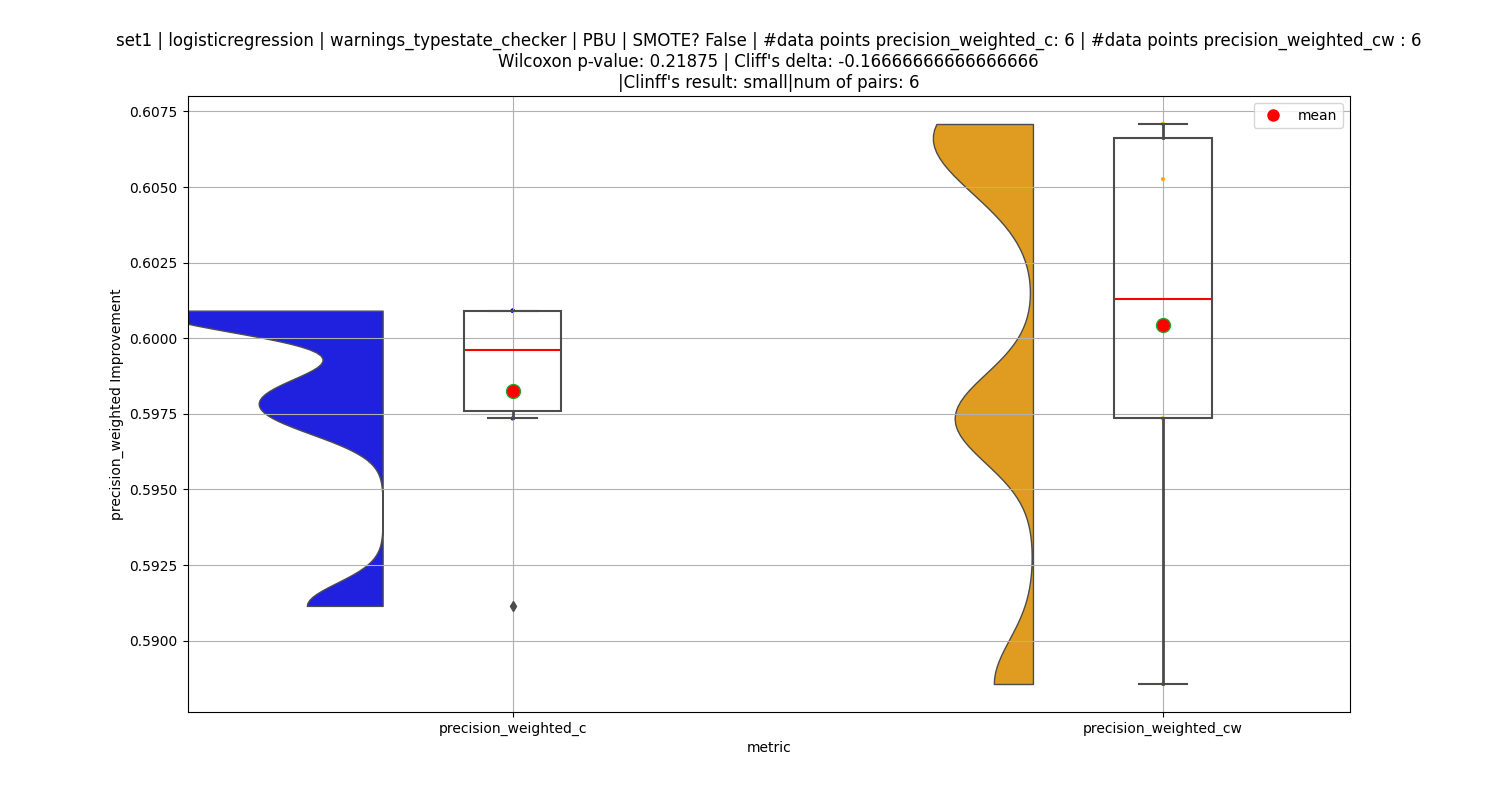 set1 | logisticregression | warnings_typestate_checker | PBU | SMOTE? False | #data points precision_weighted_c: 6 | #data points precision_weighted_cw : 6
Wilcoxon p-value: 0.21875 | Cliff's delta: -0.16666666666666666
|Clinff's result: small|num of pairs: 6
mean
0.6075
0.6050
0.6025
0.6000
0.5975
0.5950
0.5925
0.5900
precision_weighted Improvement
precision_weighted_c
precision_weighted_cw
metric